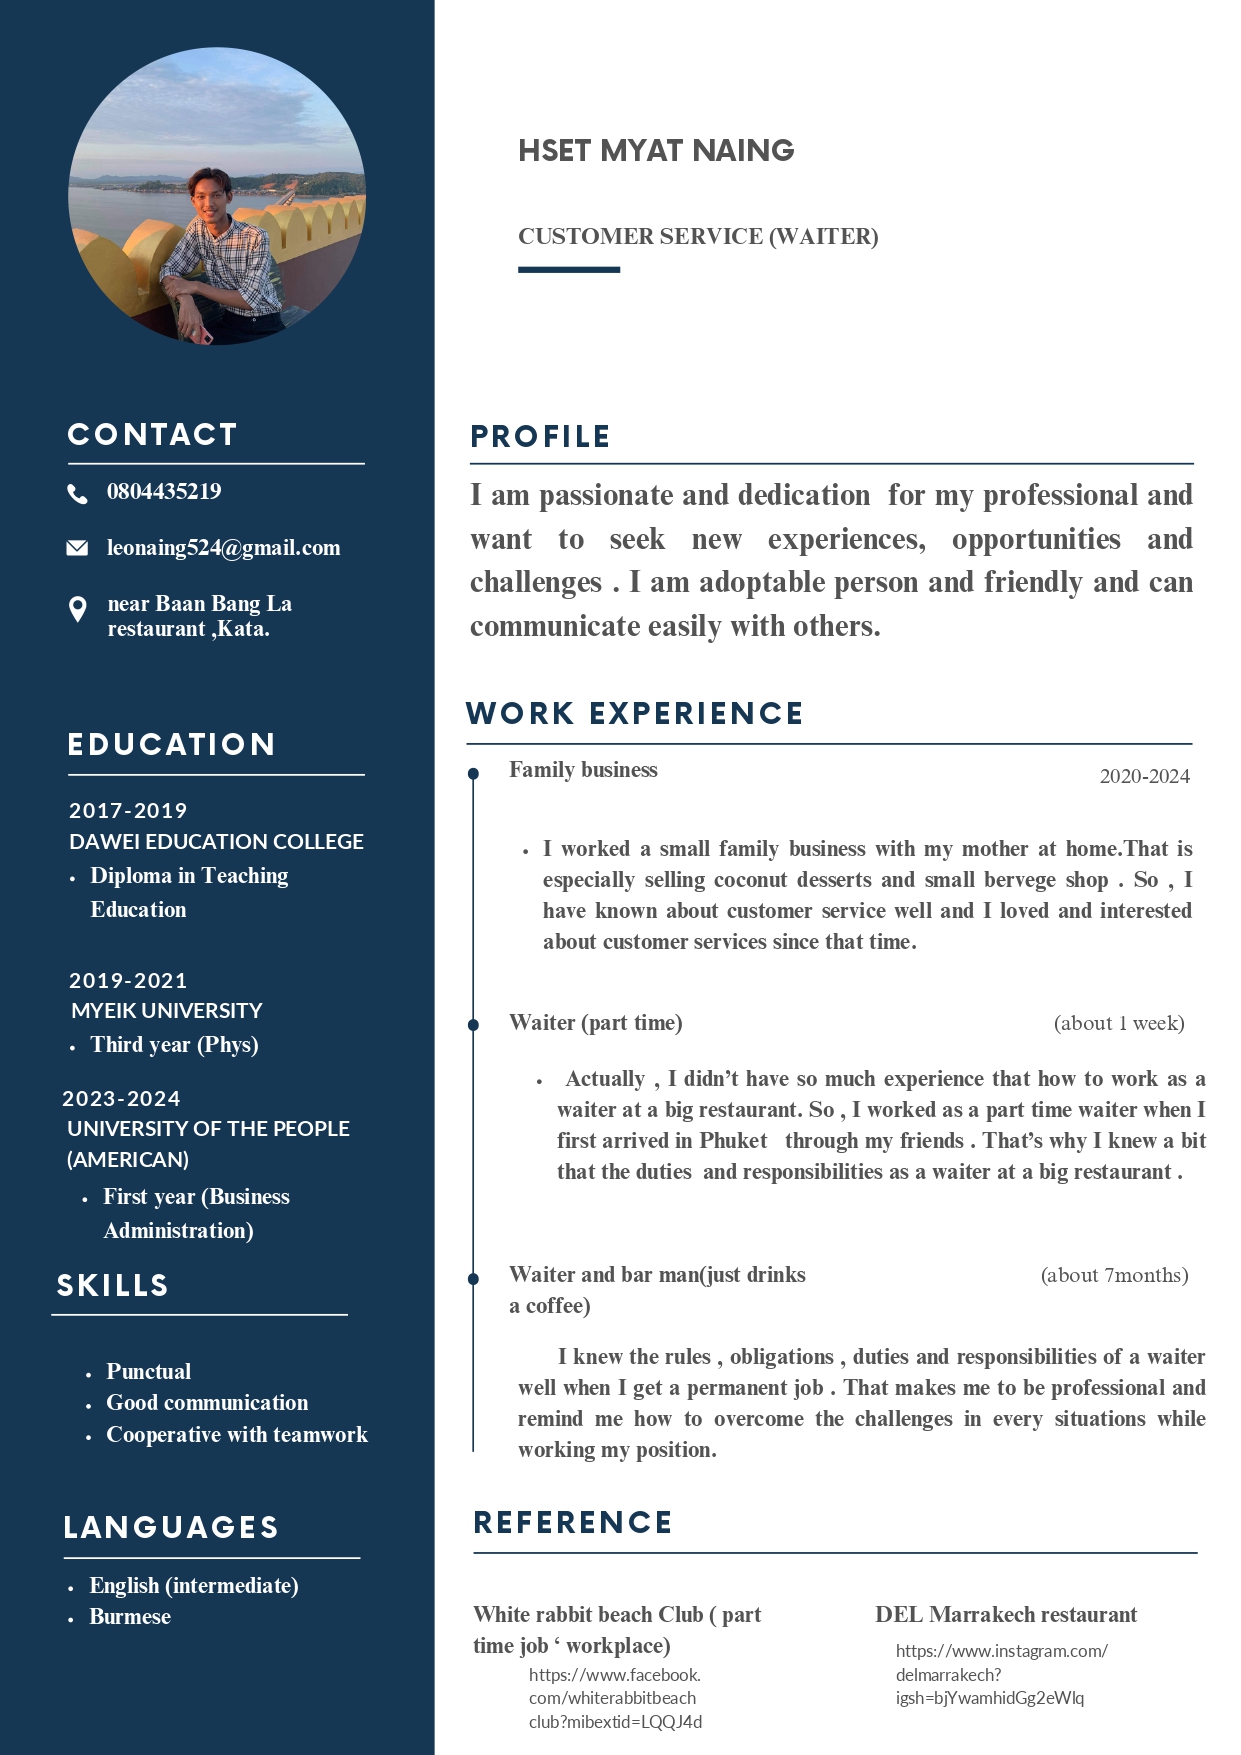 HSET MYAT NAING
CUSTOMER SERVICE (WAITER)
CONTACT
0804435219
leonaing524@gmail.com
near Baan Bang La
restaurant ,Kata.
EDUCATION
2017-2019
DAWEI EDUCATION COLLEGE
• Diploma in Teaching
Education
2019-2021
MYEIK UNIVERSITY
• Third year (Phys)
2023-2024
UNIVERSITY OF THE PEOPLE
(AMERICAN)
• First year (Business
Administration)
SKILLS
• Punctual
• Good communication
• Cooperative with teamwork
LANGUAGES
• English (intermediate)
• Burmese
PROFILE
I am passionate and dedication  for my professional and
want to seek new experiences, opportunities and
challenges . I am adoptable person and friendly and can
communicate easily with others.
WORK EXPERIENCE
Family business 2020-2024
• I worked a small family business with my mother at home.That is
especially selling coconut desserts and small bervege shop . So , I
have known about customer service well and I loved and interested
about customer services since that time.
Waiter (part time) (about 1 week)
• Actually , I didn’t have so much experience that how to work as a
waiter at a big restaurant. So , I worked as a part time waiter when I
first arrived in Phuket  through my friends . That’s why I knew a bit
that the duties  and responsibilities as a waiter at a big restaurant .
Waiter and bar man(just drinks (about 7months)
a coffee)
I knew the rules , obligations , duties and responsibilities of a waiter
well when I get a permanent job . That makes me to be professional and
remind me how to overcome the challenges in every situations while
working my position.
REFERENCE
White rabbit beach Club ( part
time job ‘ workplace)
https://www.facebook.
com/whiterabbitbeach
club?mibextid=LQQJ4d
DEL Marrakech restaurant
https://www.instagram.com/
delmarrakech?
igsh=bjYwamhidGg2eWlq